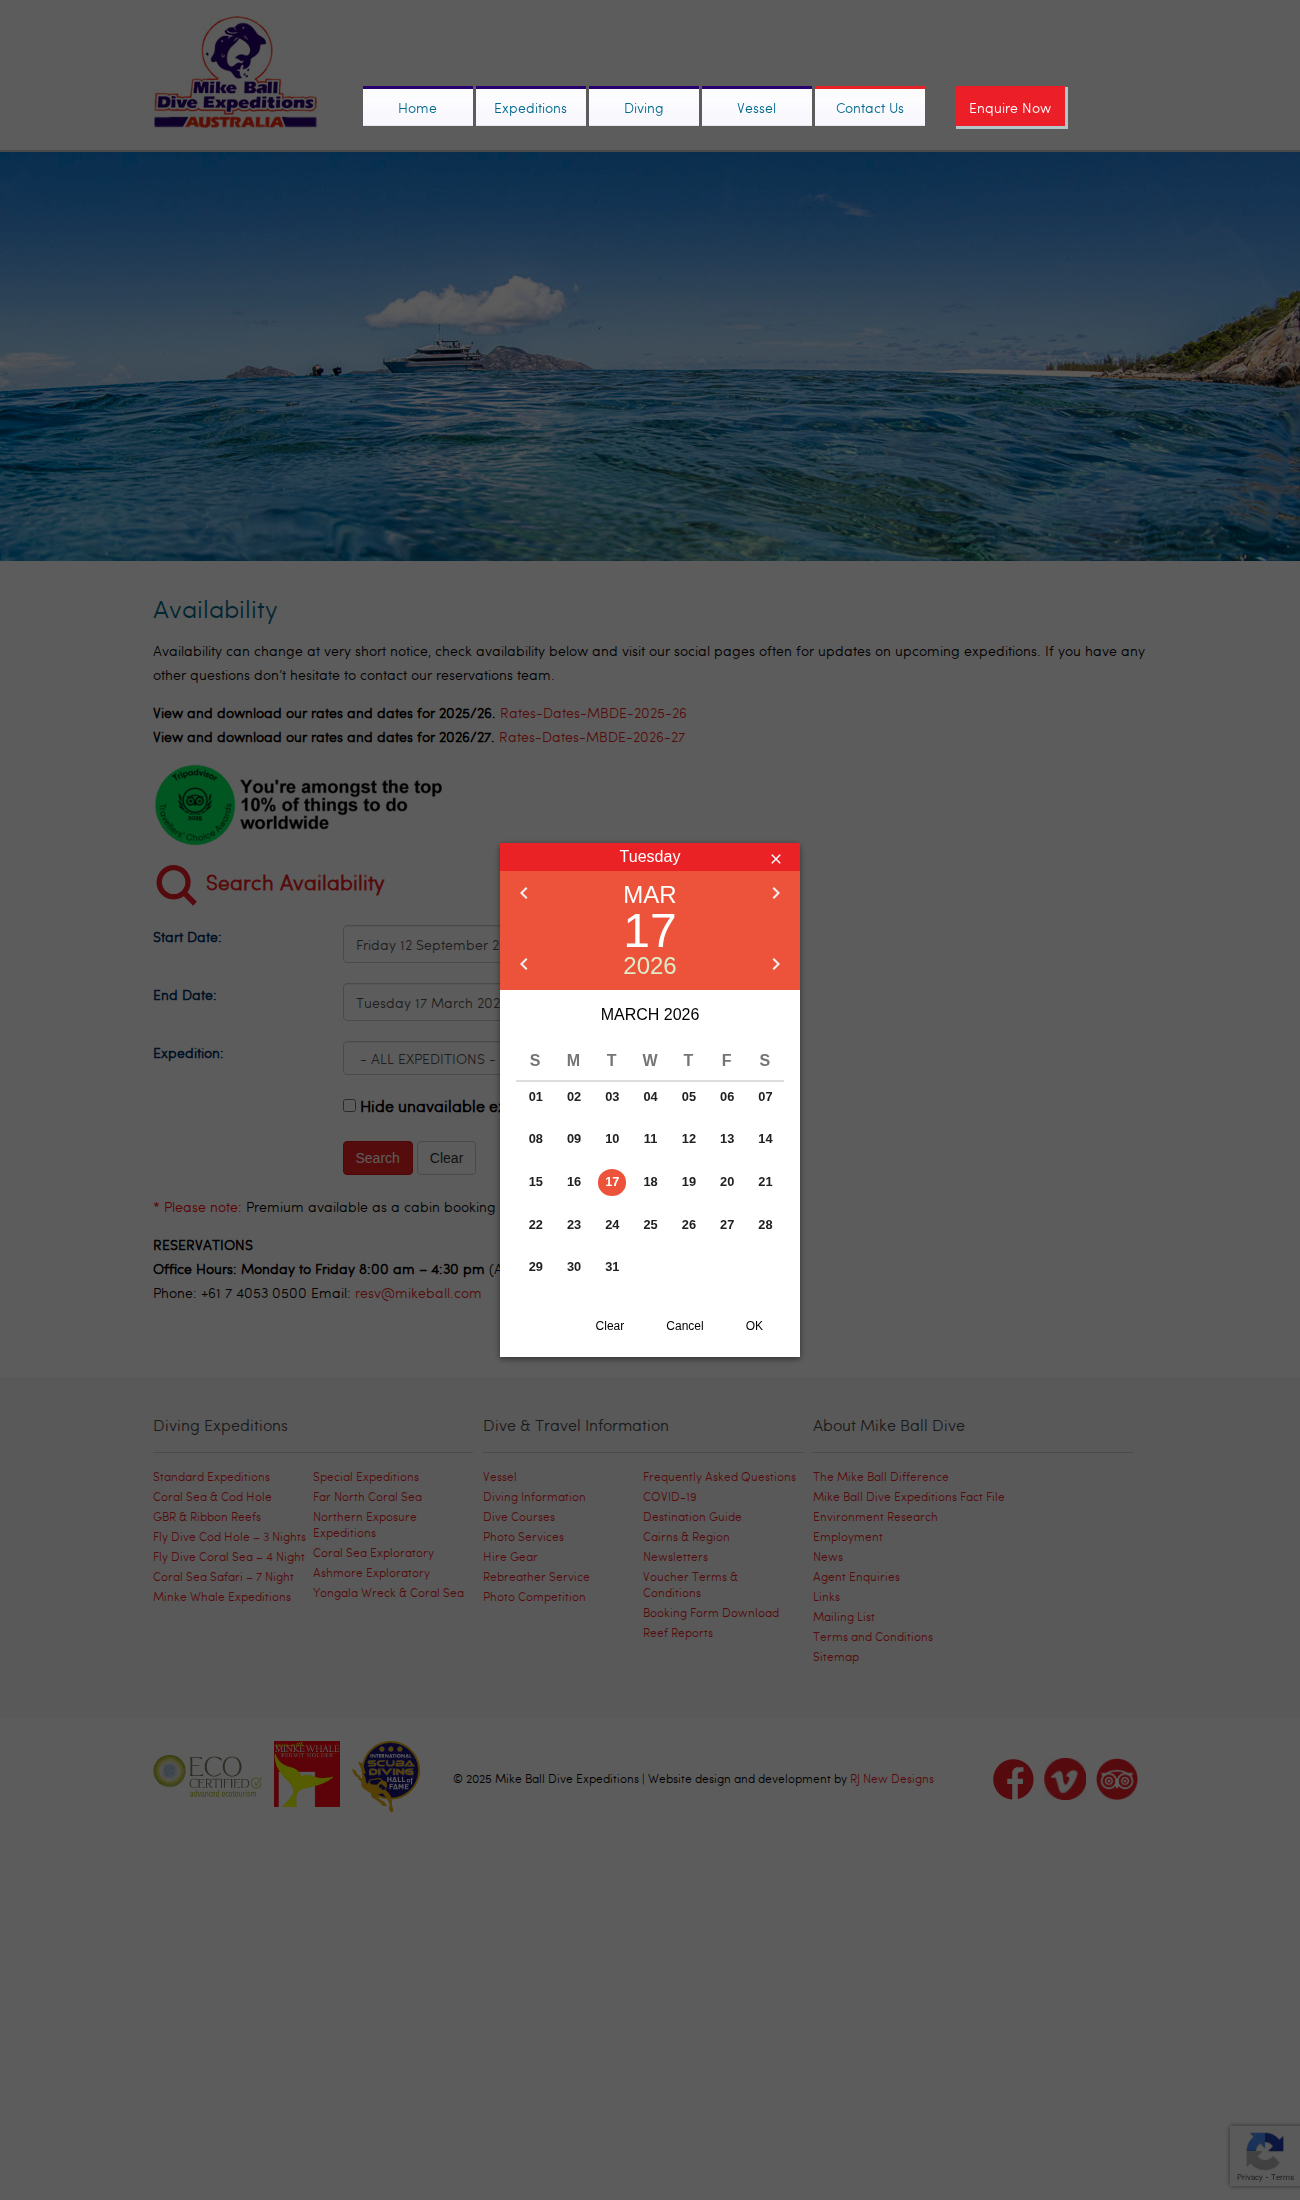 Mike Ball
Dive Expeditions
AUSTRALIA
Home
Expeditions
Diving
Vessel
Contact Us
Enquire Now
Availability
Availability can change at very short notice, check availability below and visit our social pages often for updates on upcoming expeditions. If you have any
other questions don't hesitate to contact our reservations team.
View and download our rates and dates for 2025/26. Rates-Dates-MBDE-2025-26
View and download our rates and dates for 2026/27. Rates-Dates-MBDE-2026-27
Tripadvisor
2025
Travellers' Choice Awards
You're amongst the top
10% of things to do
worldwide
Search Availability
Start Date:
Friday 12 September 2
End Date:
Tuesday 17 March 202
Expedition:
- ALL EXPEDITIONS -
Hide unavailable e
Search
Clear
* Please note: Premium available as a cabin booking
RESERVATIONS
Office Hours: Monday to Friday 8:00 am – 4:30 pm (A
Phone: +61 7 4053 0500 Email: resv@mikeball.com
Tuesday
×
MAR
17
2026
MARCH 2026
S M T W T F S
01 02 03 04 05 06 07
08 09 10 11 12 13 14
15 16 17 18 19 20 21
22 23 24 25 26 27 28
29 30 31
Clear
Cancel
OK
Diving Expeditions
Standard Expeditions
Coral Sea & Cod Hole
GBR & Ribbon Reefs
Fly Dive Cod Hole – 3 Nights
Fly Dive Coral Sea – 4 Night
Coral Sea Safari – 7 Night
Minke Whale Expeditions
Special Expeditions
Far North Coral Sea
Northern Exposure
Expeditions
Coral Sea Exploratory
Ashmore Exploratory
Yongala Wreck & Coral Sea
Dive & Travel Information
Vessel
Diving Information
Dive Courses
Photo Services
Hire Gear
Rebreather Service
Photo Competition
Frequently Asked Questions
COVID-19
Destination Guide
Cairns & Region
Newsletters
Voucher Terms &
Conditions
Booking Form Download
Reef Reports
About Mike Ball Dive
The Mike Ball Difference
Mike Ball Dive Expeditions Fact File
Environment Research
Employment
News
Agent Enquiries
Links
Mailing List
Terms and Conditions
Sitemap
ECO
CERTIFIED
advanced ecotourism
MINKE WHALE
PERMIT HOLDER
INTERNATIONAL
SCUBA
DIVING
HALL of
FAME
© 2025 Mike Ball Dive Expeditions | Website design and development by RJ New Designs
Privacy - Terms